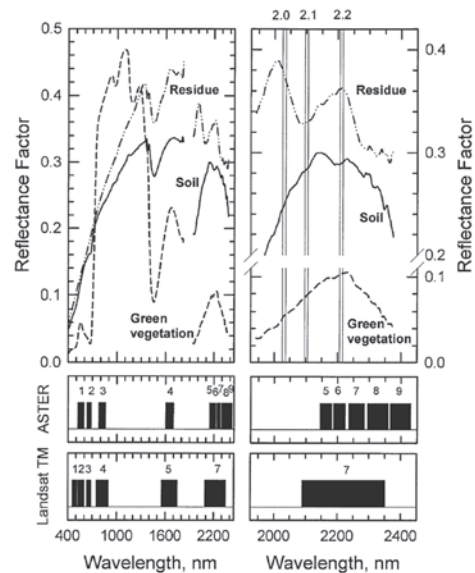 2.0 2.1 2.2
0.5 0.4
Residue Residue
0.4
Reflectance Factor
0.3 0.3
Soil Soil
0.2 0.2
Reflectance Factor
0.1 0.1
Green vegetation
Green vegetation
0.0 0.0
ASTER
1 2 3 4 5 6 7 8 9
5 6 7 8 9
Landsat TM
1 2 3 4 5 7
7
400 1000 1600 2200
2000 2200 2400
Wavelength, nm
Wavelength, nm